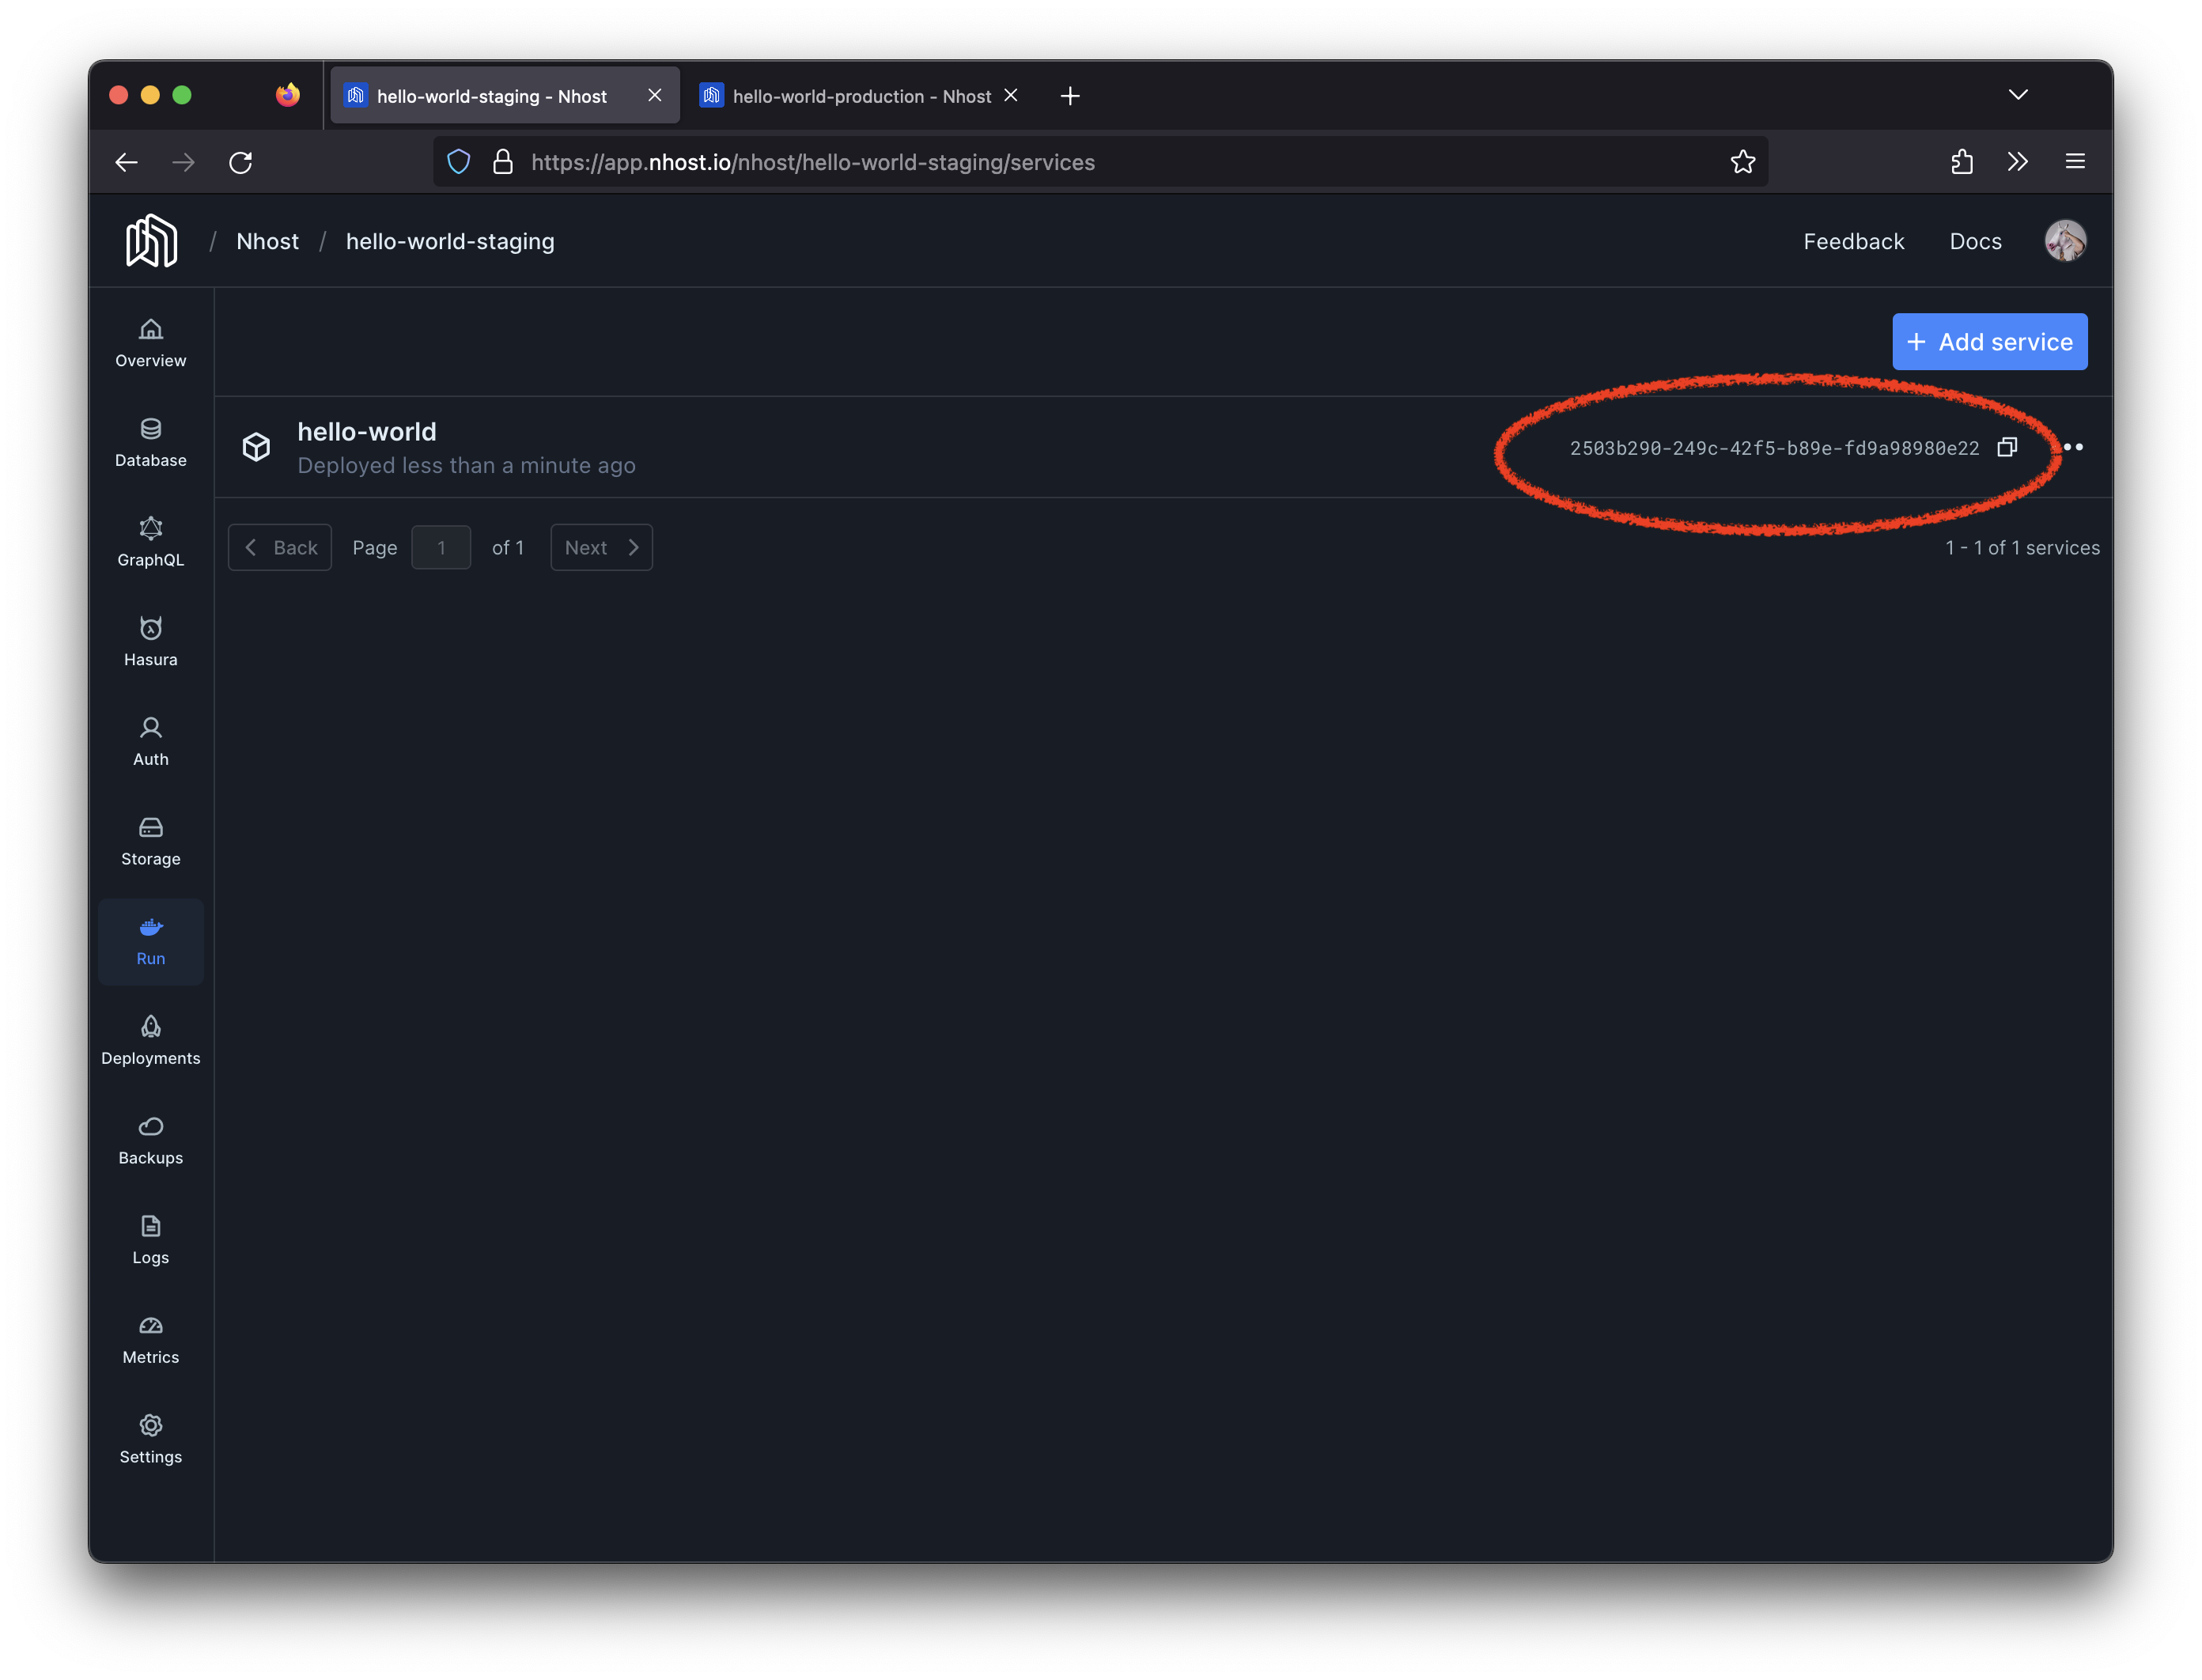 hello-world-staging - Nhost
hello-world-production - Nhost
https://app.nhost.io/nhost/hello-world-staging/services
/ Nhost / hello-world-staging
Feedback
Docs
Overview
Database
GraphQL
Hasura
Auth
Storage
Run
Deployments
Backups
Logs
Metrics
Settings
+ Add service
hello-world
Deployed less than a minute ago
2503b290-249c-42f5-b89e-fd9a98980e22
Back Page 1 of 1 Next
1 - 1 of 1 services